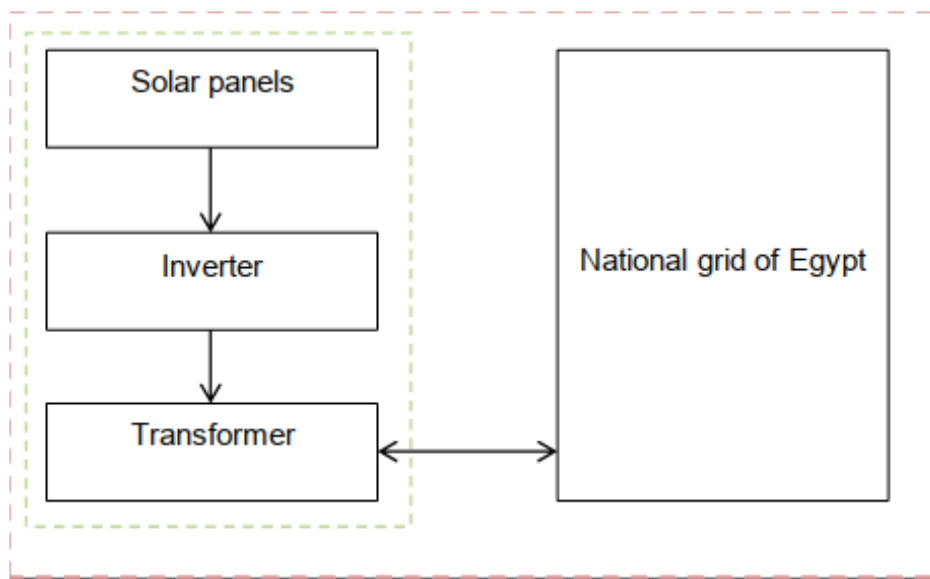 Solar panels
Inverter
Transformer
National grid of Egypt